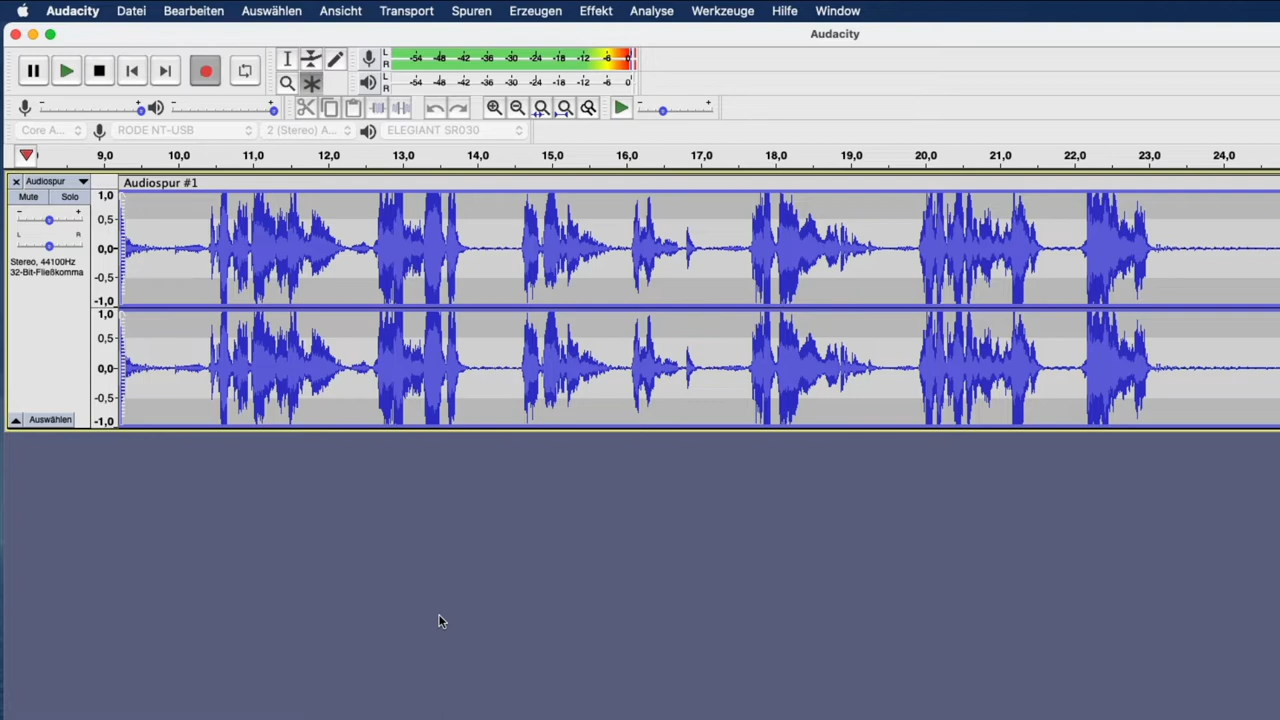 Audacity Datei Bearbeiten Auswählen Ansicht Transport Spuren Erzeugen Effekt Analyse Werkzeuge Hilfe Window
Audacity
L R -54 -48 -42 -36 -30 -24 -18 -12 -6 0
L R -54 -48 -42 -36 -30 -24 -18 -12 -6 0
- + - + - +
Core A... RODE NT-USB 2 (Stereo) A... ELEGIANT SR030
9,0 10,0 11,0 12,0 13,0 14,0 15,0 16,0 17,0 18,0 19,0 20,0 21,0 22,0 23,0 24,0
Audiospur Audiospur #1
Mute Solo
- +
L R
Stereo, 44100Hz
32-Bit-Fließkomma
Auswählen
1,0
0,5
0,0
-0,5
-1,0
1,0
0,5
0,0
-0,5
-1,0